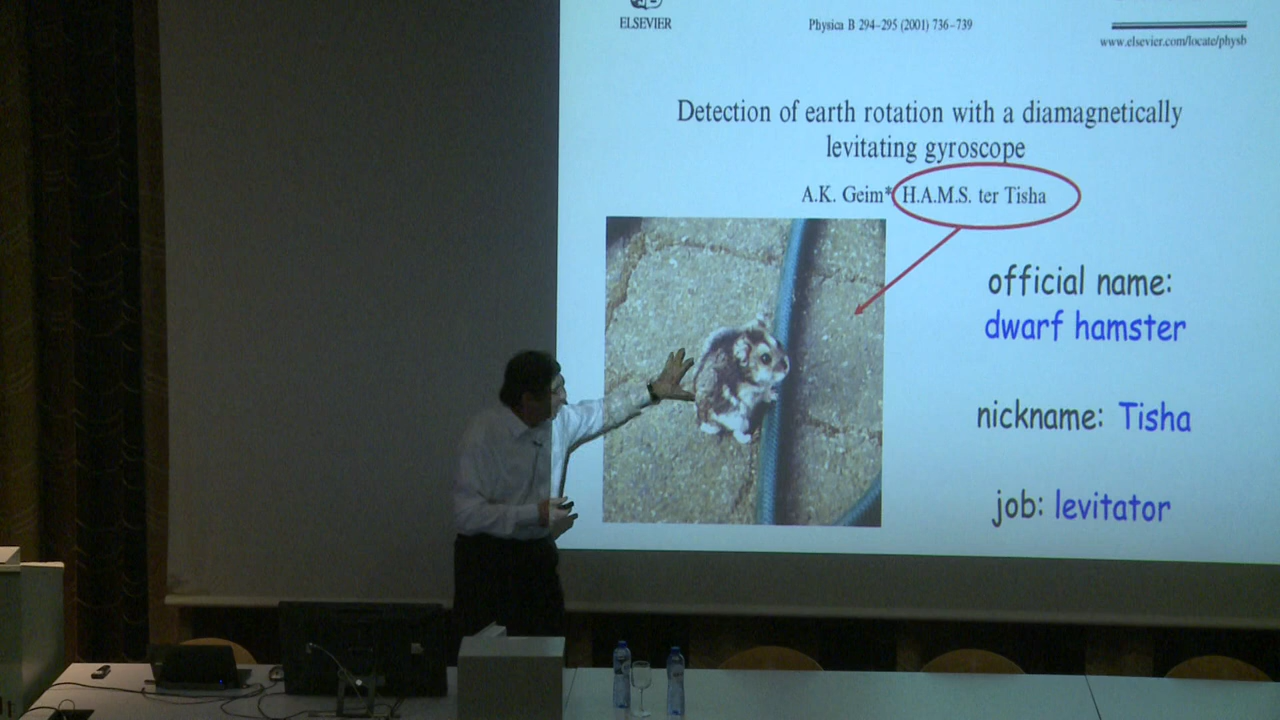 ELSEVIER
Physica B 294–295 (2001) 736–739
www.elsevier.com/locate/physb
Detection of earth rotation with a diamagnetically
levitating gyroscope
A.K. Geim* H.A.M.S. ter Tisha
official name:
dwarf hamster
nickname: Tisha
job: levitator